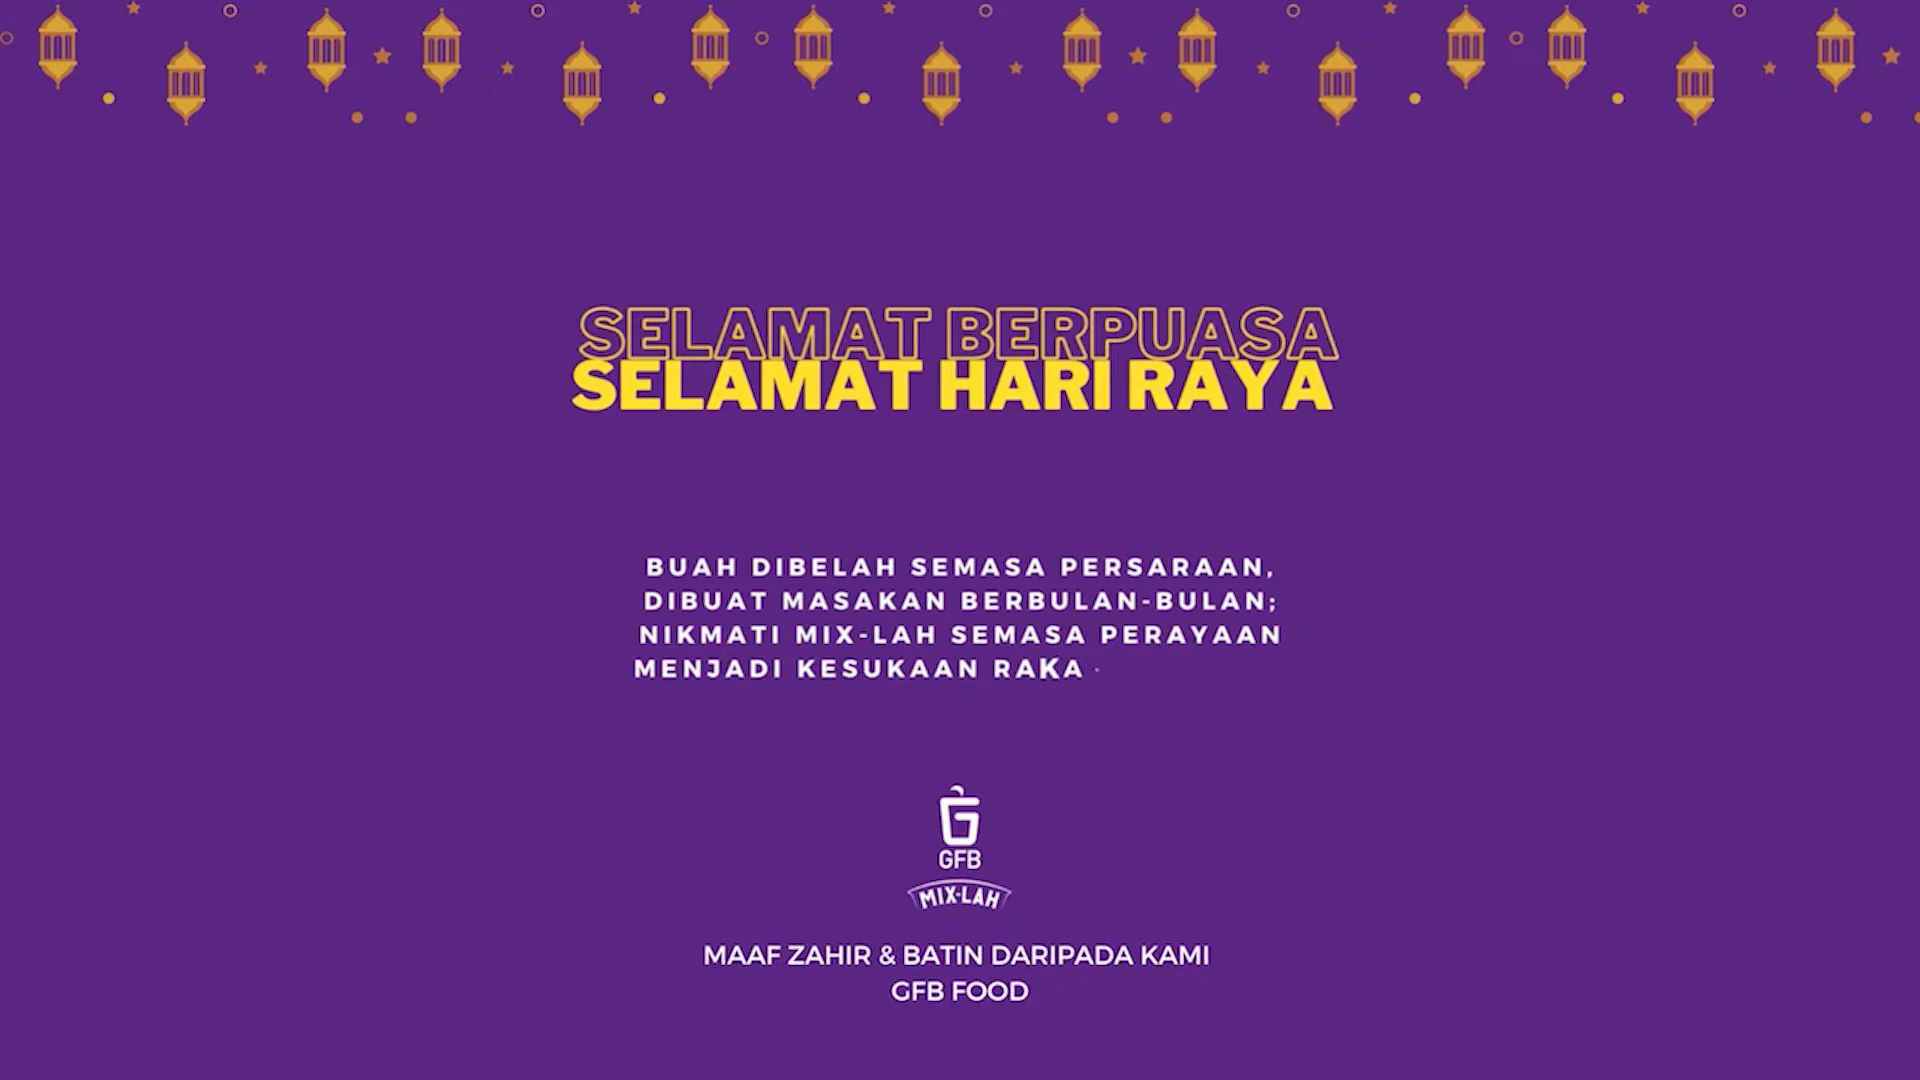 SELAMAT BERPUASA
SELAMAT HARI RAYA
BUAH DIBELAH SEMASA PERSARAAN,
DIBUAT MASAKAN BERBULAN-BULAN;
NIKMATI MIX-LAH SEMASA PERAYAAN
MENJADI KESUKAAN RAKA
GFB
MIX-LAH
MAAF ZAHIR & BATIN DARIPADA KAMI
GFB FOOD